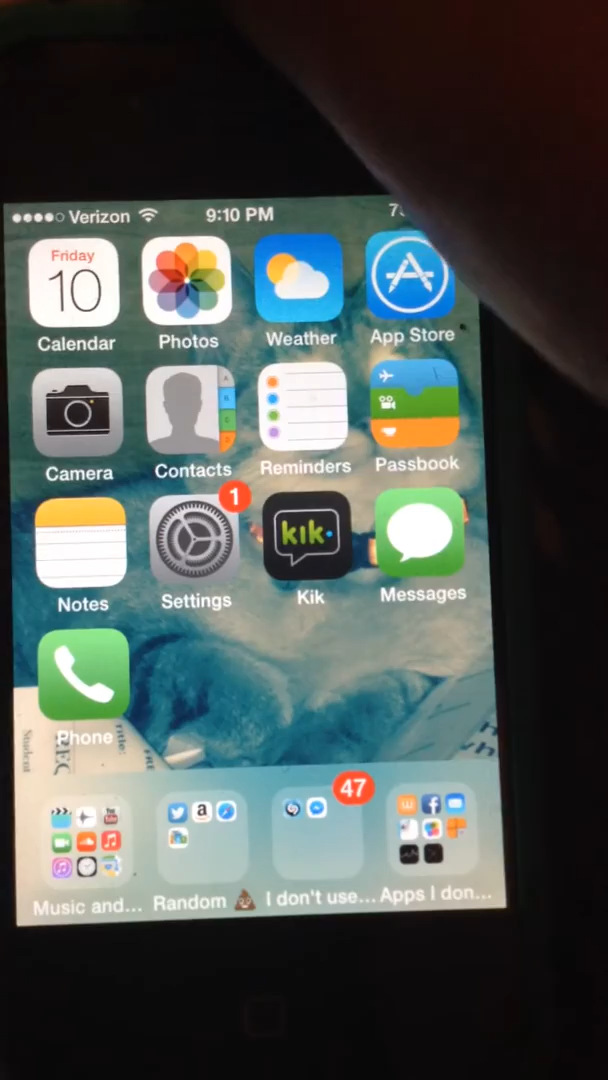 Verizon 9:10 PM
Friday
10
Calendar Photos Weather App Store
Camera Contacts Reminders Passbook
1
kik
Notes Settings Kik Messages
Phone
Student
47
a
Music and... Random 💩 I don't use... Apps I don...